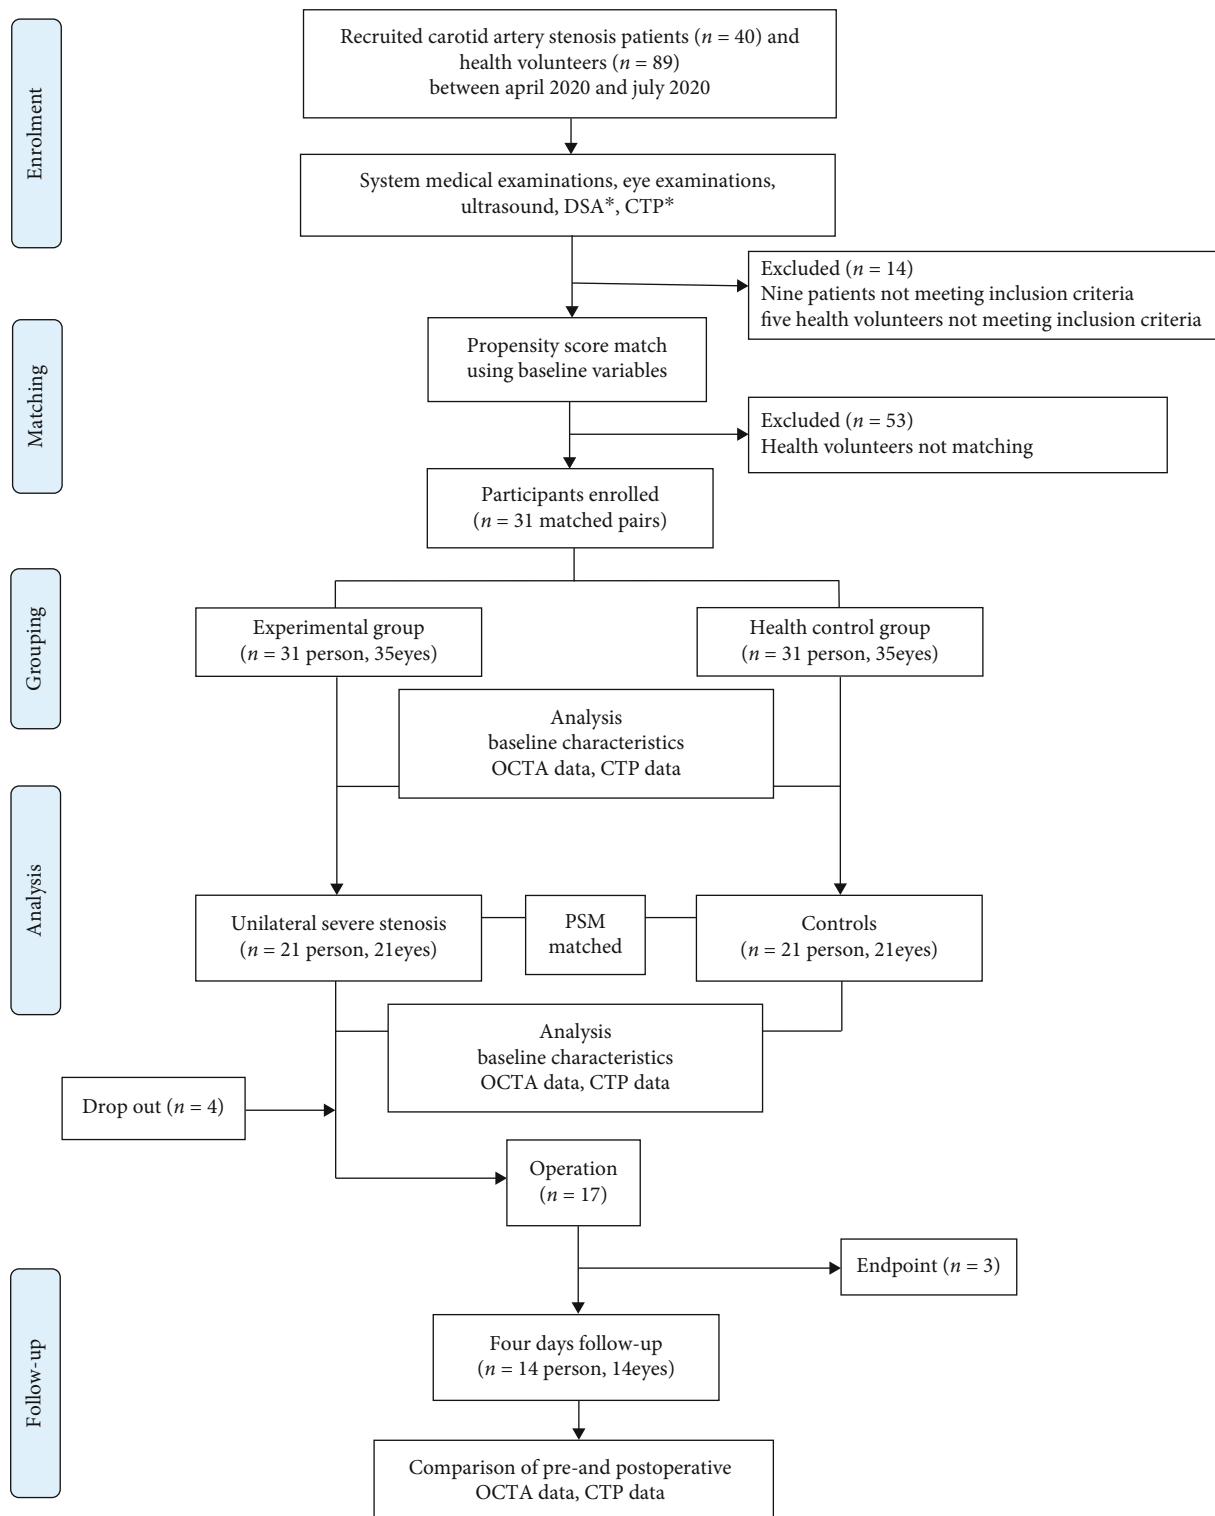 Enrolment
Recruited carotid artery stenosis patients (n = 40) and
health volunteers (n = 89)
between april 2020 and july 2020
System medical examinations, eye examinations,
ultrasound, DSA*, CTP*
Excluded (n = 14)
Nine patients not meeting inclusion criteria
five health volunteers not meeting inclusion criteria
Matching
Propensity score match
using baseline variables
Excluded (n = 53)
Health volunteers not matching
Participants enrolled
(n = 31 matched pairs)
Grouping
Experimental group
(n = 31 person, 35eyes)
Health control group
(n = 31 person, 35eyes)
Analysis
baseline characteristics
OCTA data, CTP data
Analysis
Unilateral severe stenosis
(n = 21 person, 21eyes)
PSM
matched
Controls
(n = 21 person, 21eyes)
Analysis
baseline characteristics
OCTA data, CTP data
Drop out (n = 4)
Operation
(n = 17)
Endpoint (n = 3)
Follow-up
Four days follow-up
(n = 14 person, 14eyes)
Comparison of pre-and postoperative
OCTA data, CTP data